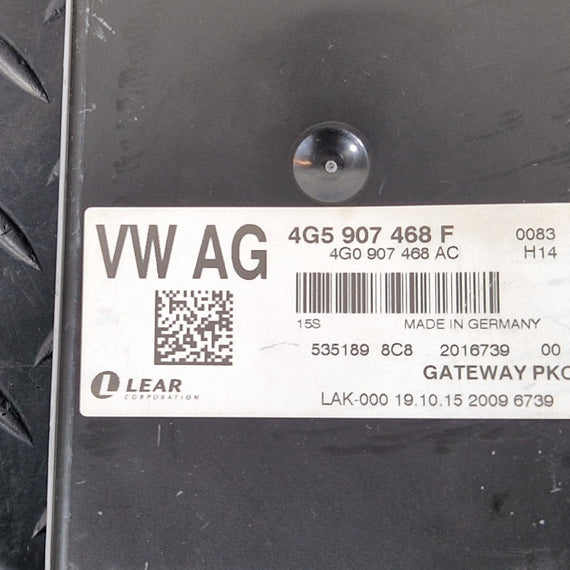 VW AG
4G5 907 468 F 0083
4G0 907 468 AC H14
15S MADE IN GERMANY
535189 8C8 2016739 00
GATEWAY PKO
LEAR
CORPORATION
LAK-000 19.10.15 2009 6739